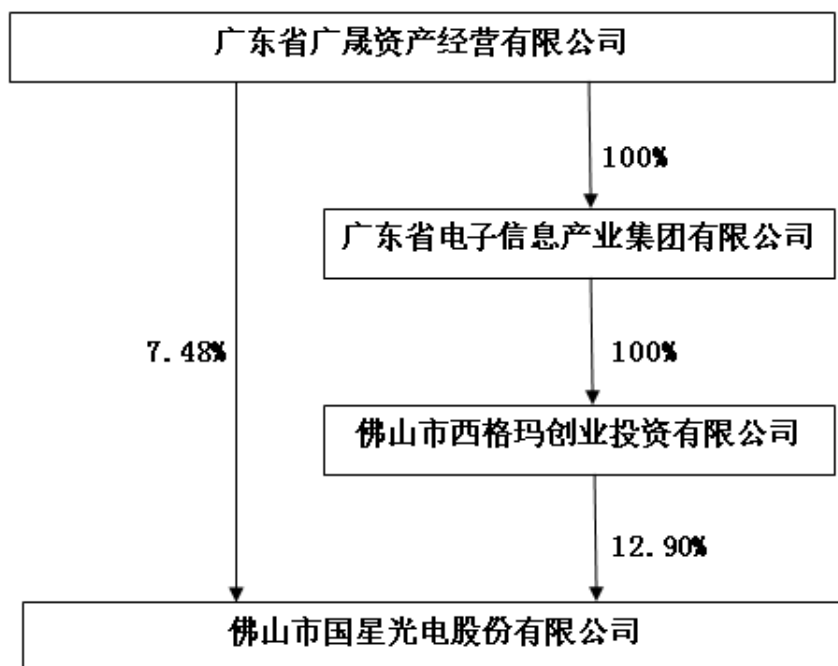 广东省广晟资产经营有限公司
100%
广东省电子信息产业集团有限公司
7.48%
100%
佛山市西格玛创业投资有限公司
12.90%
佛山市国星光电股份有限公司